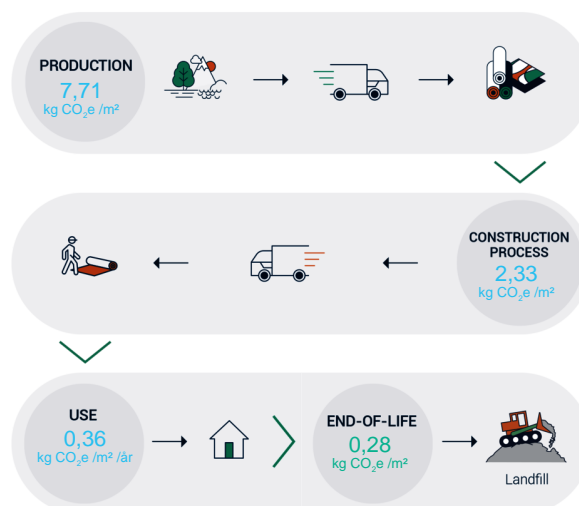 PRODUCTION
7,71
kg CO₂e /m²
CONSTRUCTION
PROCESS
2,33
kg CO₂e /m²
USE
0,36
kg CO₂e /m² /år
END-OF-LIFE
0,28
kg CO₂e /m²
Landfill